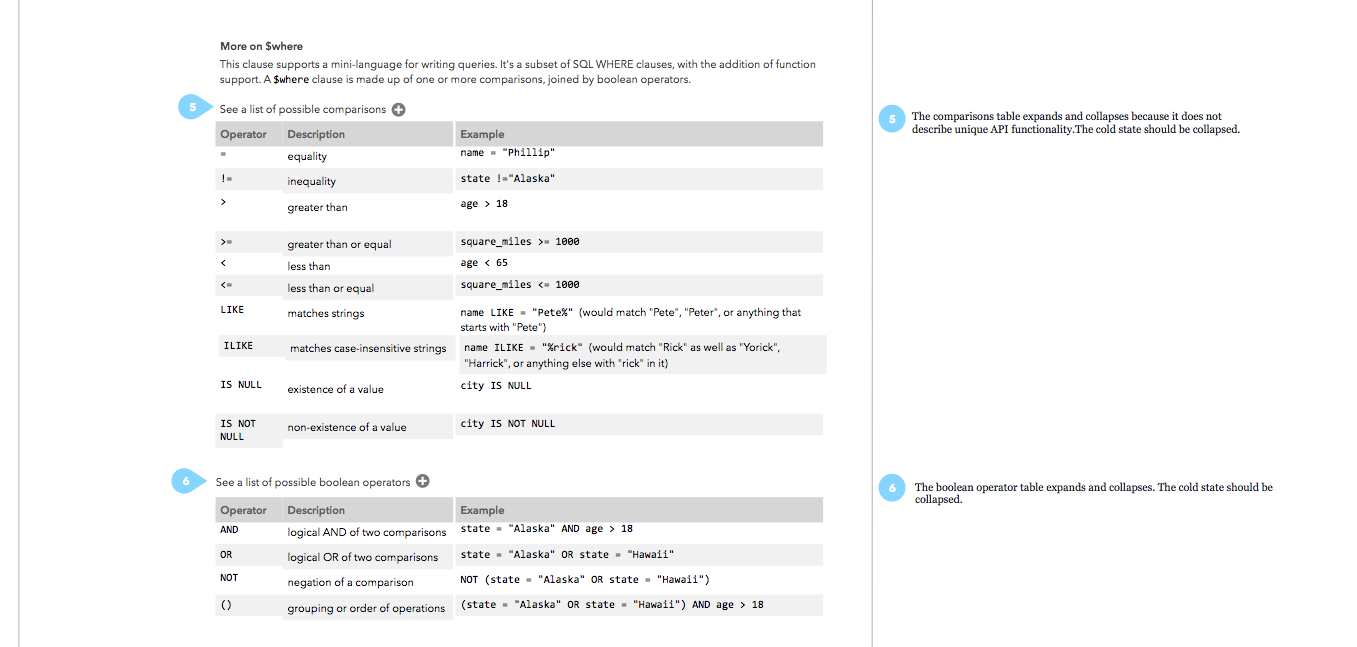 More on $where
This clause supports a mini-language for writing queries. It's a subset of SQL WHERE clauses, with the addition of function
support. A $where clause is made up of one or more comparisons, joined by boolean operators.
5 See a list of possible comparisons
Operator Description Example
= equality name = "Phillip"
!= inequality state !="Alaska"
> greater than age > 18
>= greater than or equal square_miles >= 1000
< less than age < 65
<= less than or equal square_miles <= 1000
LIKE matches strings name LIKE = "Pete%" (would match "Pete", "Peter", or anything that
starts with "Pete")
ILIKE matches case-insensitive strings name ILIKE = "%rick" (would match "Rick" as well as "Yorick",
"Harrick", or anything else with "rick" in it)
IS NULL existence of a value city IS NULL
IS NOT non-existence of a value city IS NOT NULL
NULL
6 See a list of possible boolean operators
Operator Description Example
AND logical AND of two comparisons state = "Alaska" AND age > 18
OR logical OR of two comparisons state = "Alaska" OR state = "Hawaii"
NOT negation of a comparison NOT (state = "Alaska" OR state = "Hawaii")
() grouping or order of operations (state = "Alaska" OR state = "Hawaii") AND age > 18
5 The comparisons table expands and collapses because it does not
describe unique API functionality.The cold state should be collapsed.
6 The boolean operator table expands and collapses. The cold state should be
collapsed.